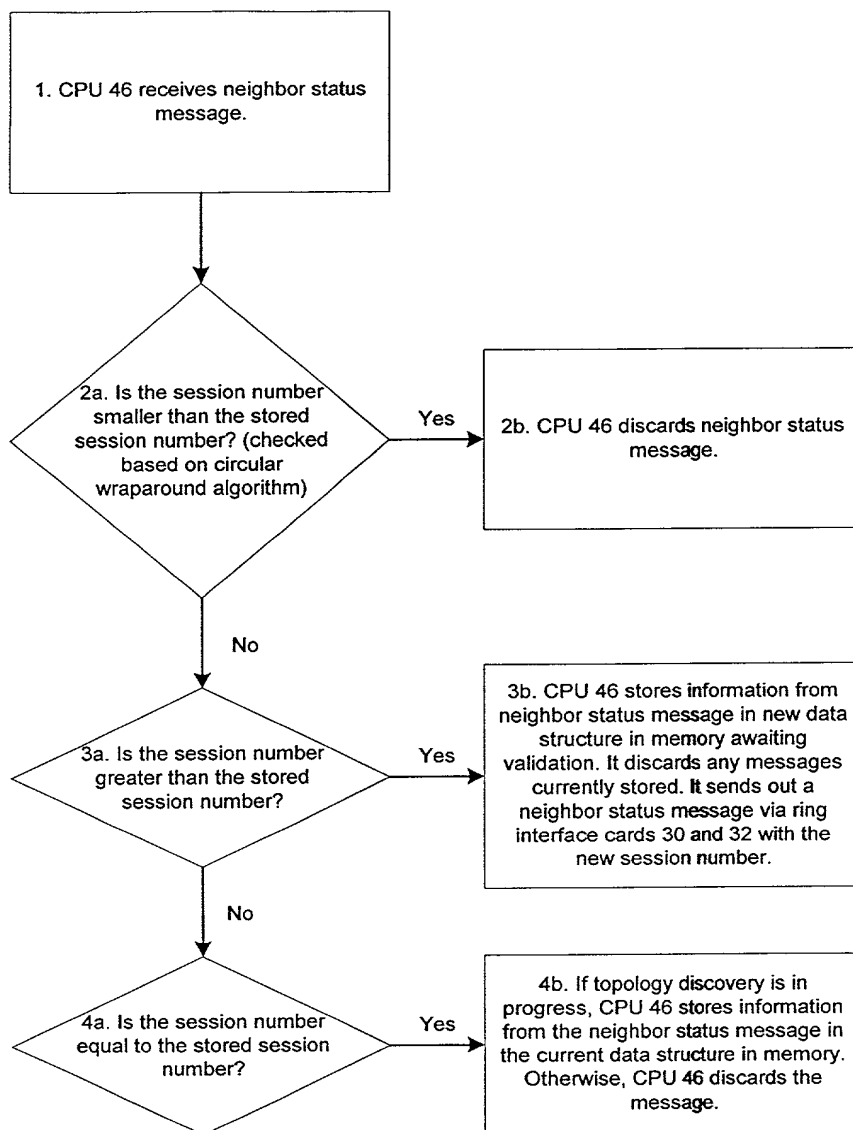 1. CPU 46 receives neighbor status
message.
2a. Is the session number
smaller than the stored
session number? (checked
based on circular
wraparound algorithm)
Yes
2b. CPU 46 discards neighbor status
message.
No
3a. Is the session number
greater than the stored
session number?
Yes
3b. CPU 46 stores information from
neighbor status message in new data
structure in memory awaiting
validation. It discards any messages
currently stored. It sends out a
neighbor status message via ring
interface cards 30 and 32 with the
new session number.
No
4a. Is the session number
equal to the stored session
number?
Yes
4b. If topology discovery is in
progress, CPU 46 stores information
from the neighbor status message in
the current data structure in memory.
Otherwise, CPU 46 discards the
message.